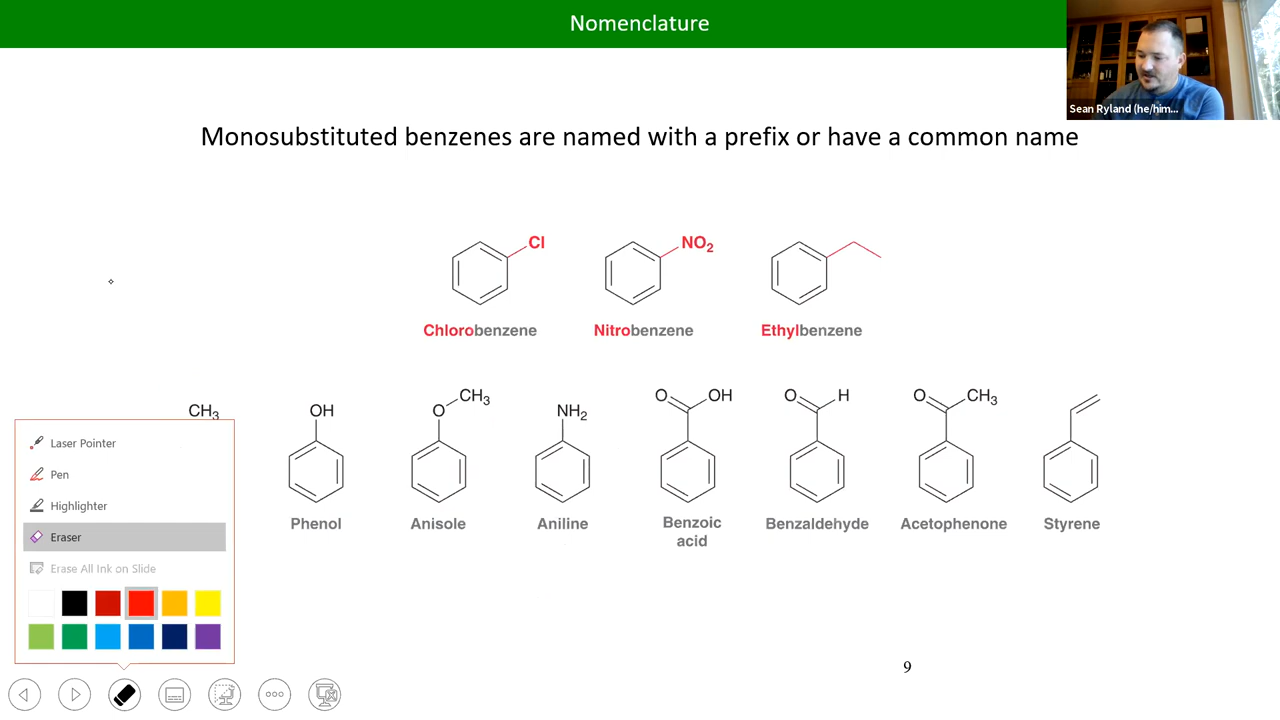 Nomenclature
Sean Ryland (he/him...
Monosubstituted benzenes are named with a prefix or have a common name
Cl NO2
Chlorobenzene Nitrobenzene Ethylbenzene
CH3 OH O CH3 NH2 O OH O H O CH3
Phenol Anisole Aniline Benzoic acid Benzaldehyde Acetophenone Styrene
Laser Pointer
Pen
Highlighter
Eraser
Erase All Ink on Slide
9